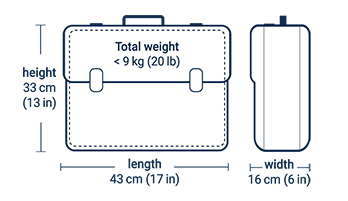 Total weight
< 9 kg (20 lb)
height
33 cm
(13 in)
length
43 cm (17 in)
width
16 cm (6 in)